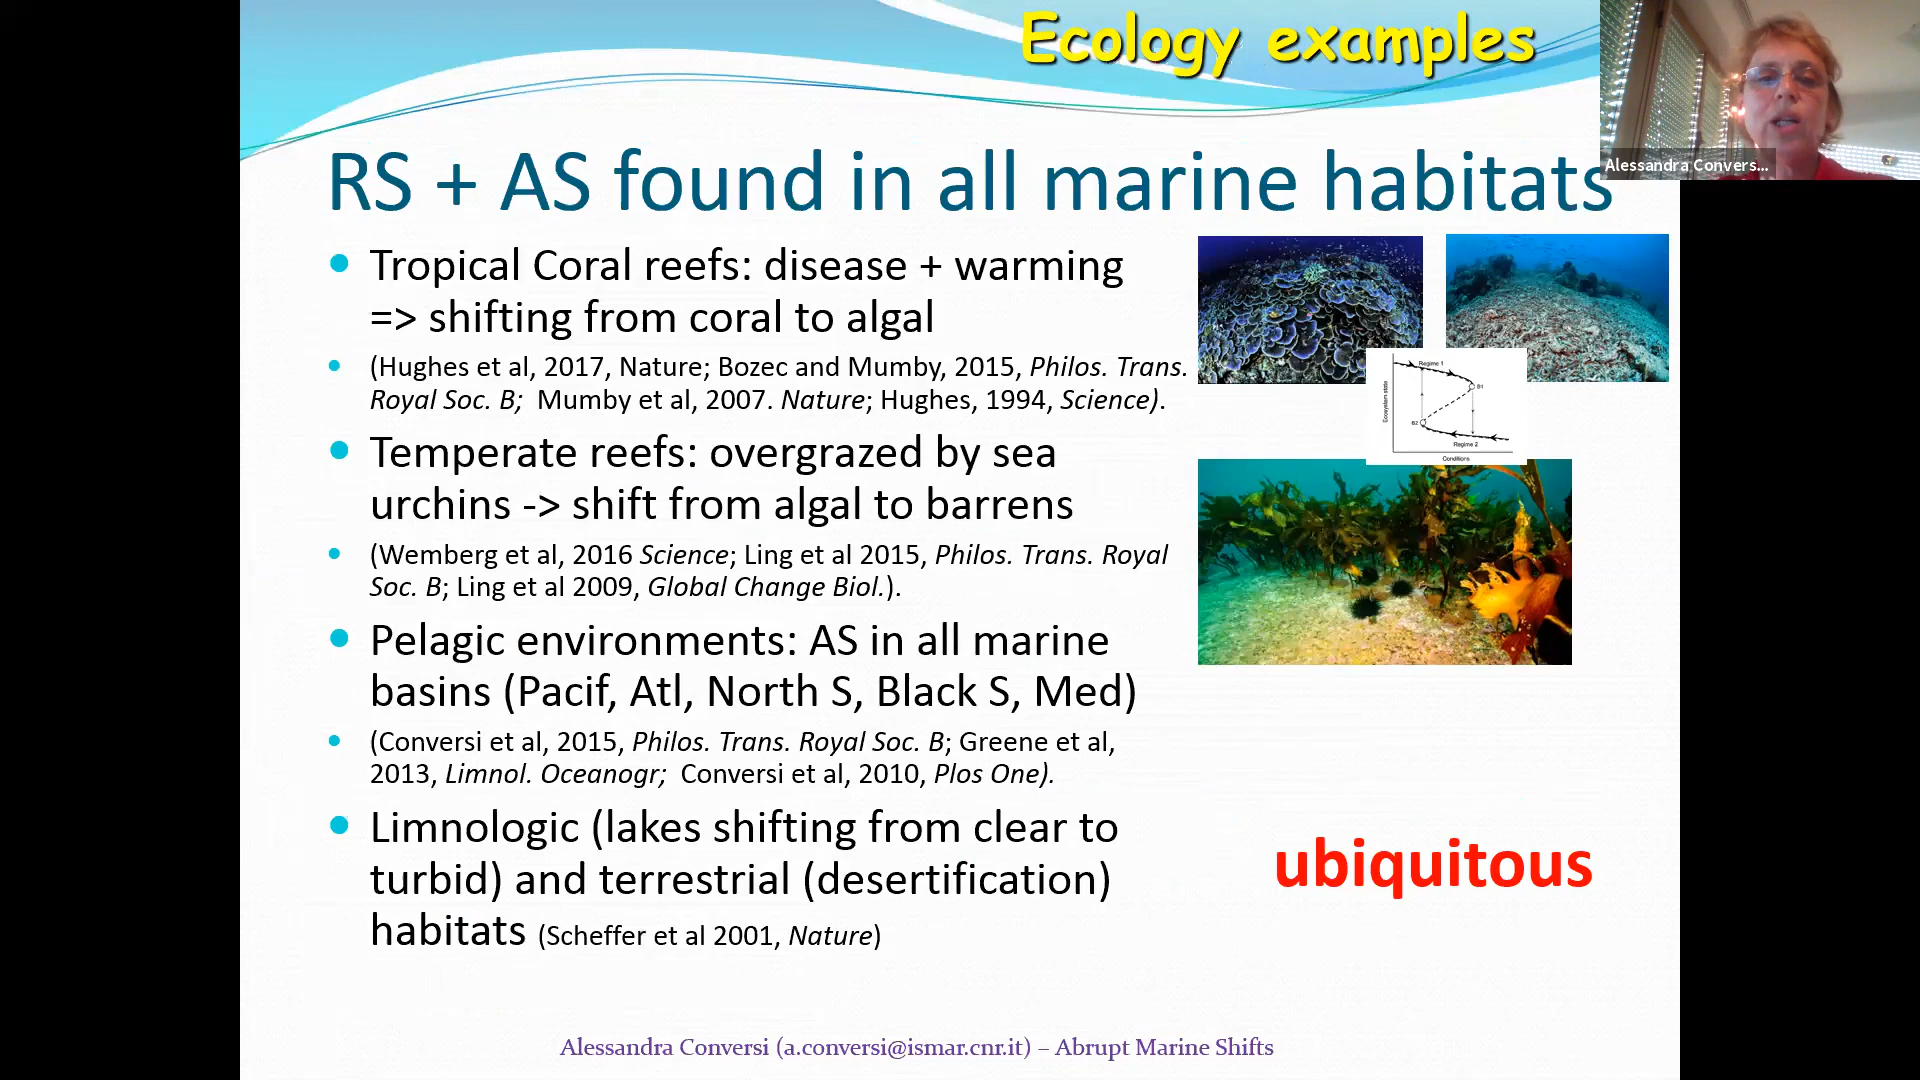 Ecology examples
Alessandra Convers...
RS + AS found in all marine habitats
Tropical Coral reefs: disease + warming
=> shifting from coral to algal
(Hughes et al, 2017, Nature; Bozec and Mumby, 2015, Philos. Trans.
Royal Soc. B; Mumby et al, 2007. Nature; Hughes, 1994, Science).
Temperate reefs: overgrazed by sea
urchins -> shift from algal to barrens
(Wemberg et al, 2016 Science; Ling et al 2015, Philos. Trans. Royal
Soc. B; Ling et al 2009, Global Change Biol.).
Pelagic environments: AS in all marine
basins (Pacif, Atl, North S, Black S, Med)
(Conversi et al, 2015, Philos. Trans. Royal Soc. B; Greene et al,
2013, Limnol. Oceanogr; Conversi et al, 2010, Plos One).
Limnologic (lakes shifting from clear to
turbid) and terrestrial (desertification)
habitats (Scheffer et al 2001, Nature)
Regime 1
B1
Ecosystem state
B2
Regime 2
Conditions
ubiquitous
Alessandra Conversi (a.conversi@ismar.cnr.it) – Abrupt Marine Shifts